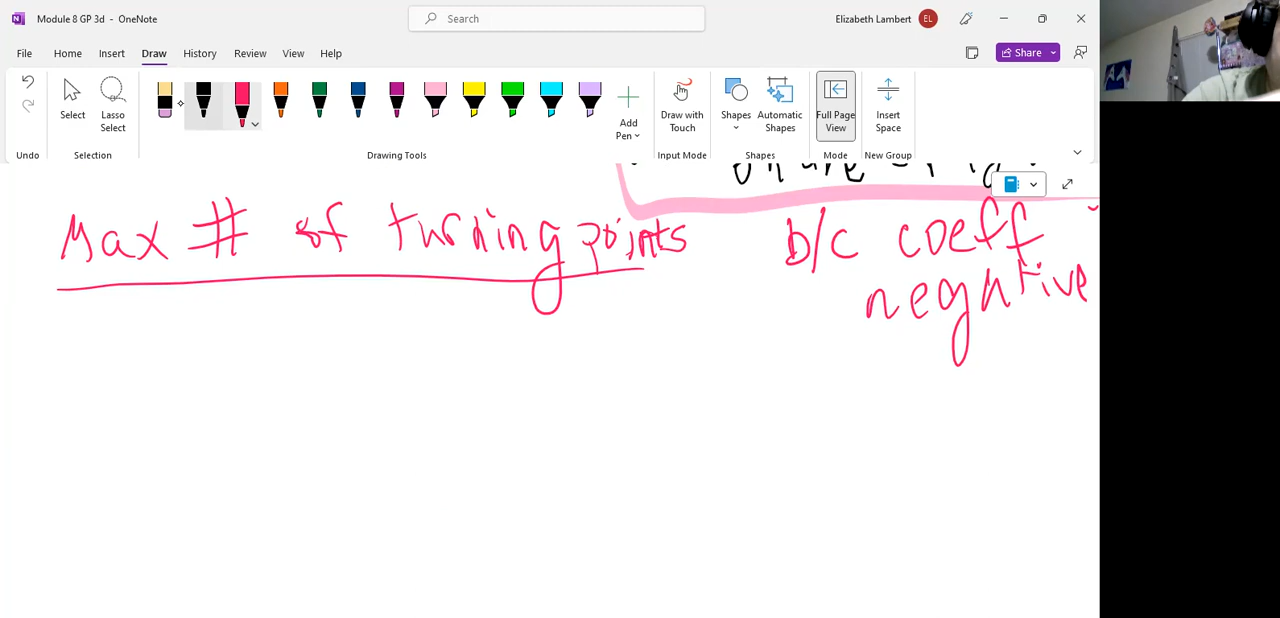 Module 8 GP 3d - OneNote
Search
Elizabeth Lambert
EL
File Home Insert Draw History Review View Help
Share
Undo
Select
Lasso Select
Add Pen
Draw with Touch
Shapes
Automatic Shapes
Full Page View
Insert Space
Undo Selection Drawing Tools Input Mode Shapes Mode New Group
Max # of turning points
b/c coeff
negative